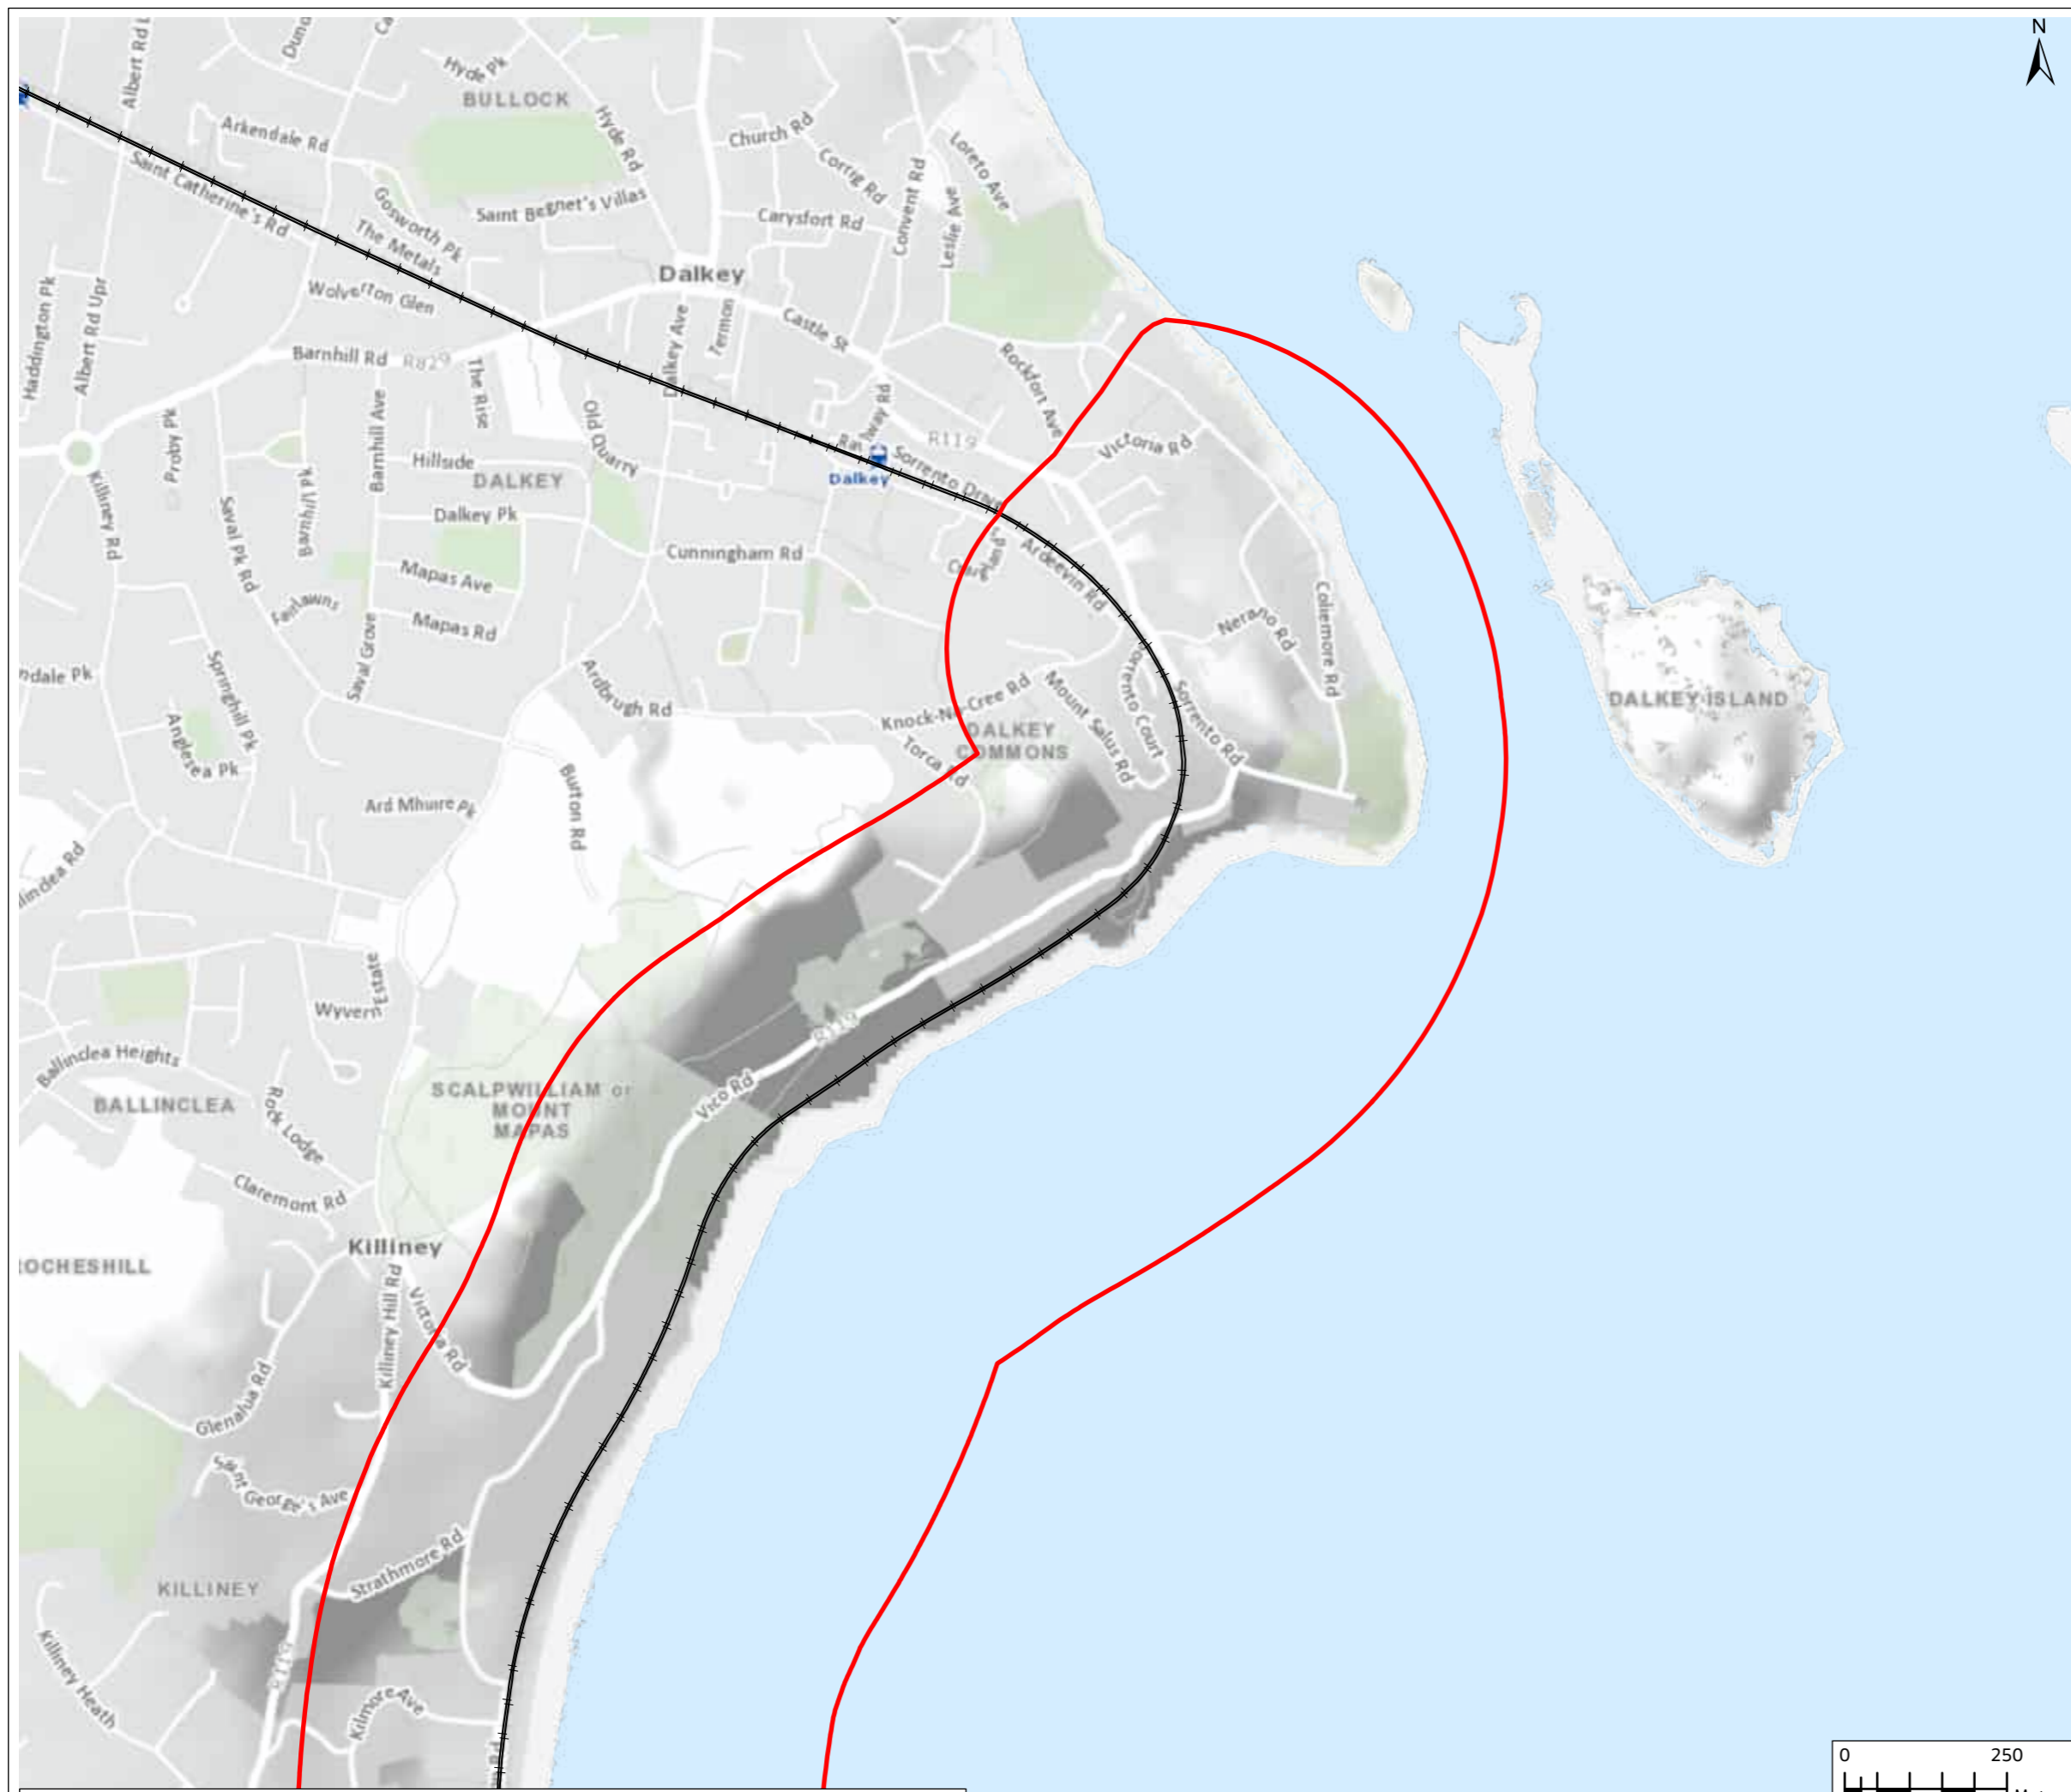 N
Albert Rd
Hyde Pk
BULLOCK
Arkendale Rd
Hyde Rd
Church Rd
Corrig Rd
Convent Rd
Loreto Ave
Leslie Ave
Saint Catherine's Rd
Gosworth Pk
The Metals
Saint Begnet's Villas
Carysfort Rd
Dalkey
Haddington Pk
Albert Rd Upr
Wolverton Glen
Castle St
Barnhill Rd
R829
The Rise
Dalkey Ave
Rockfort Ave
Proby Pk
Barnhill Ave
Old Quarry
Railway Rd
R119
Victoria Rd
Killiney Rd
Saval Pk Rd
Barnhill Pk
Hillside
DALKEY
Dalkey
Sorrento Drive
Dalkey Pk
Cunningham Rd
Ardeevin Rd
Mapas Ave
Fairlawns
Mapas Rd
Nerano Rd
Coliemore Rd
Saval Grove
Springhill Pk
Ardbrugh Rd
Knock-Na-Cree Rd
Mount Salus Rd
Sorrento Court
Sorrento Rd
DALKEY ISLAND
DALKEY
COMMONS
Torca Rd
Anglesea Pk
Burton Rd
Ard Mhuire Pk
Wyvern Estate
R119
Ballinclea Heights
BALLINCLEA
Rock Lodge
SCALPWILLIAM or
MOUNT
MAPAS
Vico Rd
Claremont Rd
Killiney
Killiney Hill Rd
Victoria Rd
Glenalua Rd
Saint George's Ave
Strathmore Rd
KILLINEY
R119
Killiney Heath
Kilmore Ave
0 250